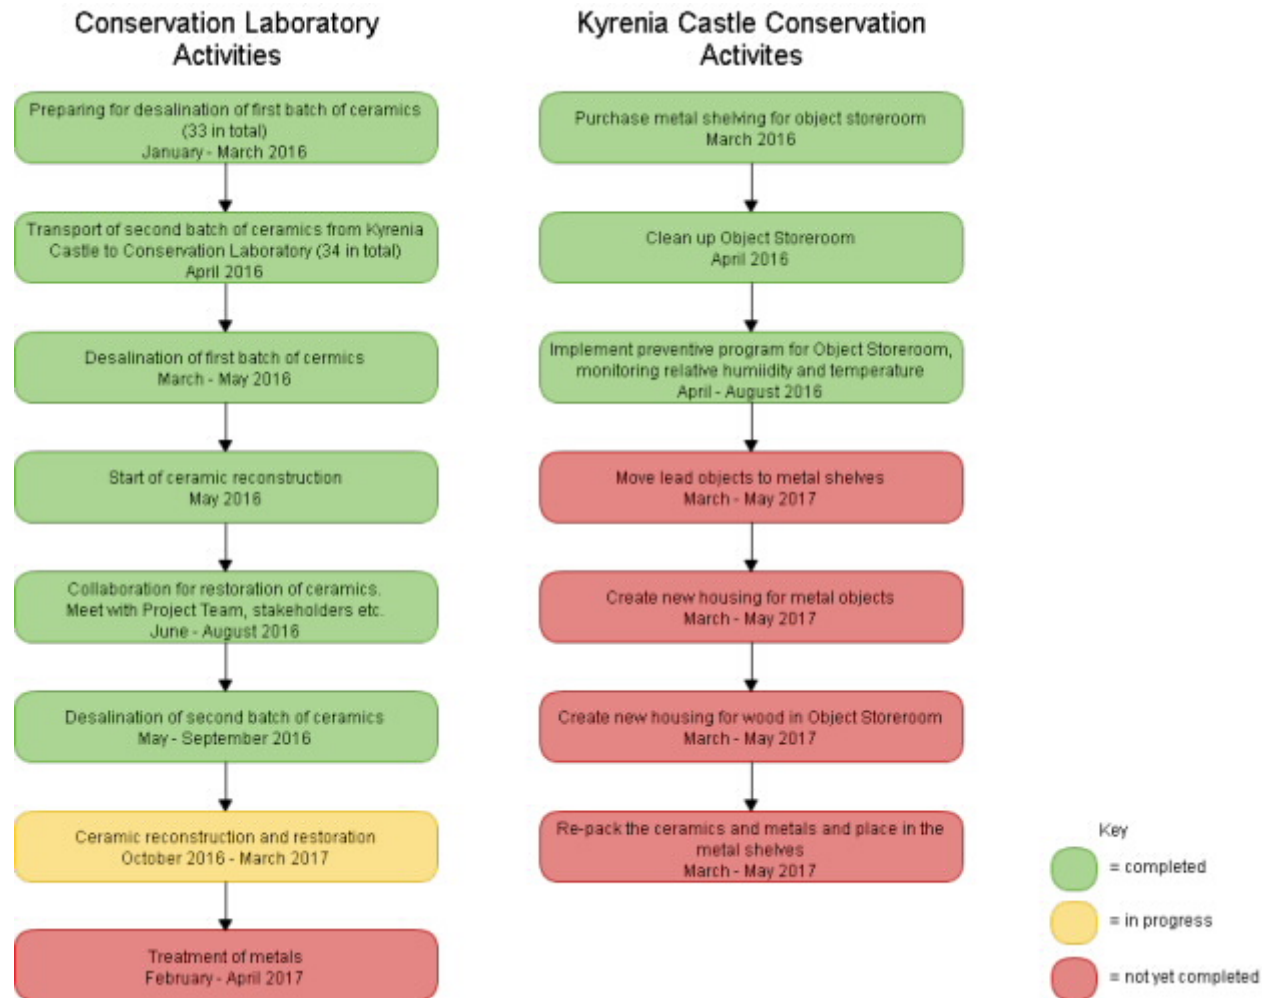 Conservation Laboratory
Activities
Preparing for desalination of first batch of ceramics
(33 in total)
January - March 2016
Transport of second batch of ceramics from Kyrenia
Castle to Conservation Laboratory (34 in total)
April 2016
Desalination of first batch of cermics
March - May 2016
Start of ceramic reconstruction
May 2016
Collaboration for restoration of ceramics.
Meet with Project Team, stakeholders etc.
June - August 2016
Desalination of second batch of ceramics
May - September 2016
Ceramic reconstruction and restoration
October 2016 - March 2017
Treatment of metals
February - April 2017
Kyrenia Castle Conservation
Activites
Purchase metal shelving for object storeroom
March 2016
Clean up Object Storeroom
April 2016
Implement preventive program for Object Storeroom,
monitoring relative humiidity and temperature
April - August 2016
Move lead objects to metal shelves
March - May 2017
Create new housing for metal objects
March - May 2017
Create new housing for wood in Object Storeroom
March - May 2017
Re-pack the ceramics and metals and place in the
metal shelves
March - May 2017
Key
= completed
= in progress
= not yet completed